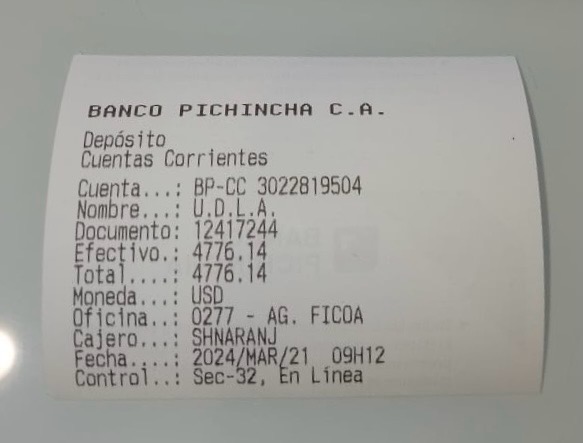 BANCO PICHINCHA C.A.
Depósito
Cuentas Corrientes
Cuenta...: BP-CC 3022819504
Nombre...: U.D.L.A.
Documento: 12417244
Efectivo.: 4776.14
Total....: 4776.14
Moneda...: USD
Oficina..: 0277 - AG. FICOA
Cajero...: SHNARANJ
Fecha....: 2024/MAR/21 09H12
Control..: Sec-32, En Línea